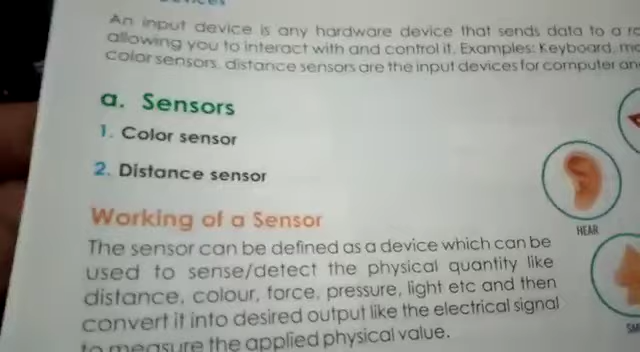 An input device is any hardware device that sends data to a
allowing you to interact with and control it. Examples: Keyboard,
color sensors, distance sensors are the input devices for computer
a. Sensors
1. Color sensor
2. Distance sensor
Working of a Sensor
HEAR
The sensor can be defined as a device which can be
used to sense/detect the physical quantity like
distance, colour, force, pressure, light etc and then
convert it into desired output like the electrical signal
to measure the applied physical value.